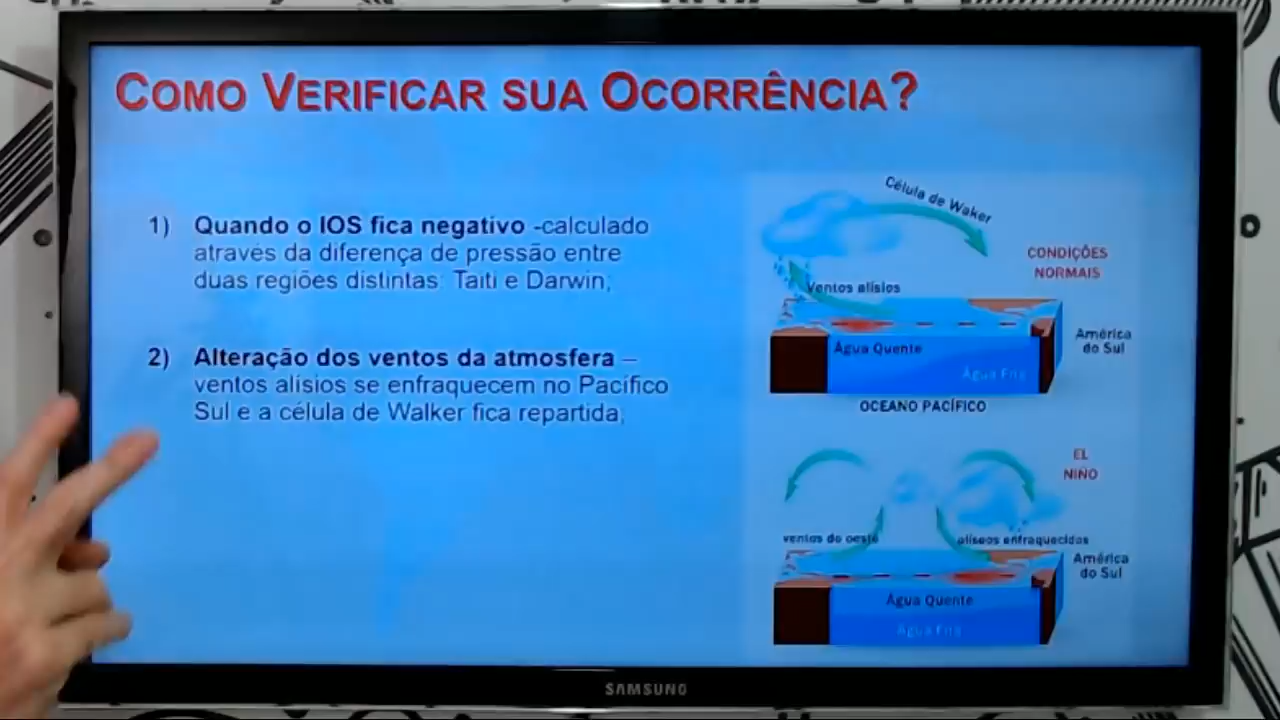 COMO VERIFICAR SUA OCORRÊNCIA?
1) Quando o IOS fica negativo -calculado
através da diferença de pressão entre
duas regiões distintas: Taiti e Darwin;
2) Alteração dos ventos da atmosfera –
ventos alísios se enfraquecem no Pacífico
Sul e a célula de Walker fica repartida;
Célula de Waker
CONDIÇÕES
NORMAIS
Ventos alísios
América
do Sul
Água Quente
Água Fria
OCEANO PACÍFICO
EL
NIÑO
ventos do oeste
alíseos enfraquecidos
América
do Sul
Água Quente
Água Fria
SAMSUNG